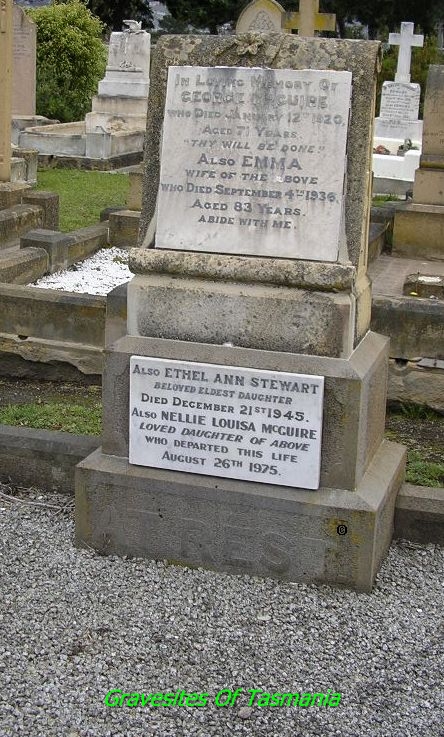 In Loving Memory Of
GEORGE McGUIRE
WHO DIED JANUARY 12TH 1920.
AGED 71 YEARS.
"THY WILL BE DONE."
ALSO EMMA
WIFE OF THE ABOVE
WHO DIED SEPTEMBER 4TH 1936.
AGED 83 YEARS.
ABIDE WITH ME.
ALSO ETHEL ANN STEWART
BELOVED ELDEST DAUGHTER
DIED DECEMBER 21ST 1945.
ALSO NELLIE LOUISA McGUIRE
LOVED DAUGHTER OF ABOVE
WHO DEPARTED THIS LIFE
AUGUST 26TH 1975.
AT REST
Gravesites Of Tasmania